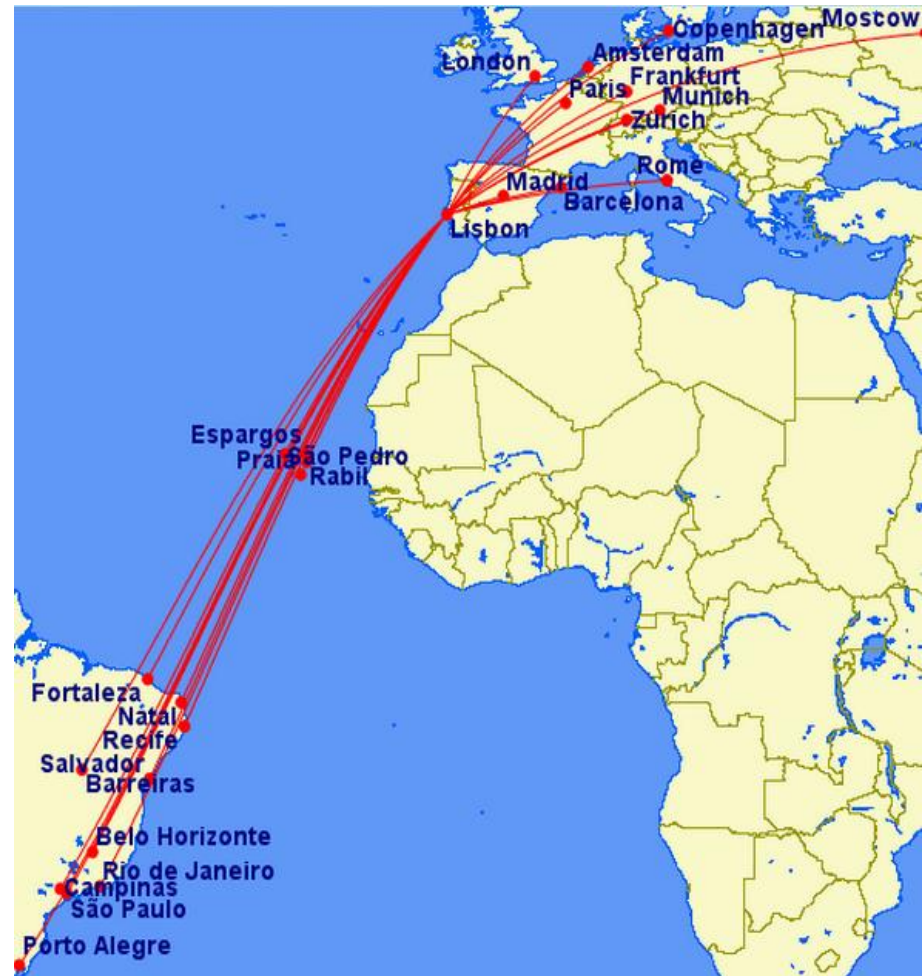 Moscow
Copenhagen
London
Amsterdam
Frankfurt
Paris
Munich
Zurich
Rome
Madrid
Barcelona
Lisbon
Espargos
São Pedro
Praia
Rabil
Fortaleza
Natal
Recife
Salvador
Barreiras
Belo Horizonte
Rio de Janeiro
Campinas
São Paulo
Porto Alegre